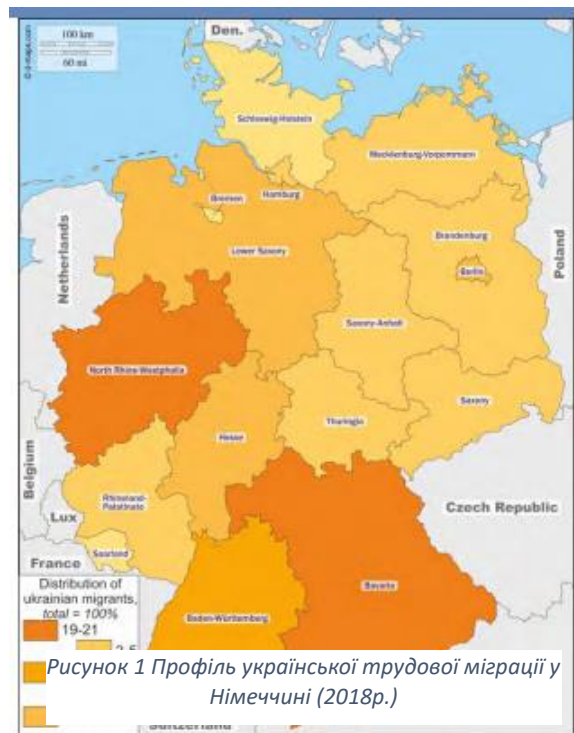 100 km
60 mi
© d-maps.com
Den.
Schleswig-Holstein
Mecklenburg-Vorpommern
Hamburg
Bremen
Lower Saxony
Brandenburg
Berlin
Netherlands
Poland
Saxony-Anhalt
North Rhine-Westphalia
Saxony
Thuringia
Hesse
Belgium
Rhineland-
Palatinate
Lux
Czech Republic
Saarland
France
Bavaria
Baden-Württemberg
Distribution of
ukrainian migrants,
total = 100%
19-21
Рисунок 1 Профіль української трудової міграції у
Німеччині (2018р.)